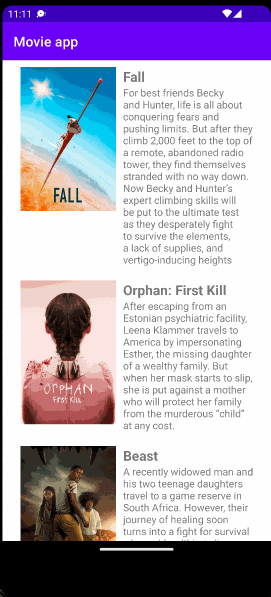 11:11
Movie app
FALL
Fall
For best friends Becky
and Hunter, life is all about
conquering fears and
pushing limits. But after they
climb 2,000 feet to the top of
a remote, abandoned radio
tower, they find themselves
stranded with no way down.
Now Becky and Hunter's
expert climbing skills will
be put to the ultimate test
as they desperately fight
to survive the elements,
a lack of supplies, and
vertigo-inducing heights
ORPHAN
First Kill
Orphan: First Kill
After escaping from an
Estonian psychiatric facility,
Leena Klammer travels to
America by impersonating
Esther, the missing daughter
of a wealthy family. But
when her mask starts to slip,
she is put against a mother
who will protect her family
from the murderous “child”
at any cost.
Beast
A recently widowed man and
his two teenage daughters
travel to a game reserve in
South Africa. However, their
journey of healing soon
turns into a fight for survival